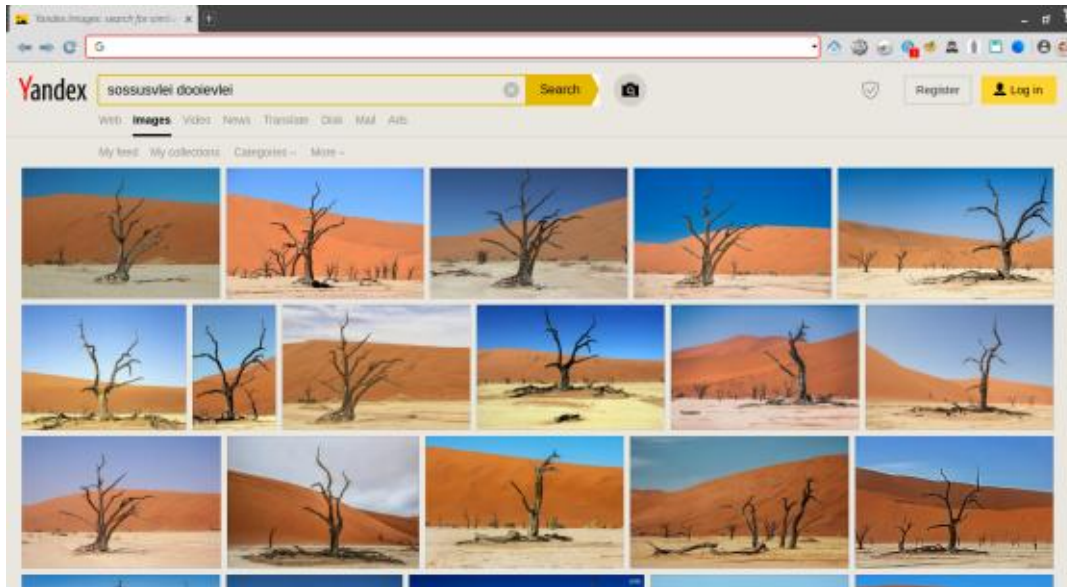 Yandex.Images: search for simil...
G
Yandex
sossusvlei dooievlei
Search
Register
Log in
Web Images Video News Translate Disk Mail Ads
My feed My collections Categories More